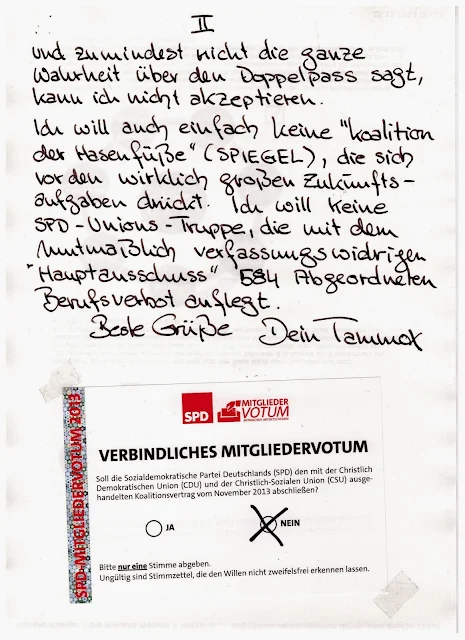 II
und zumindest nicht die ganze
Wahrheit über den Doppelpass sagt,
kann ich nicht akzeptieren.
Ich will auch einfach keine "Koalition
der Hasenfüße" (SPIEGEL), die sich
vor den wirklich großen Zukunfts-
aufgaben drückt. Ich will keine
SPD-Unions-Truppe, die mit dem
mutmaßlich verfassungswidrigen
"Hauptausschuss" 584 Abgeordneten
Berufsverbot auflegt.
Beste Grüße Dein Tammox
SPD-MITGLIEDERVOTUM 2013
SPD
MITGLIEDER
VOTUM
VERBINDLICHES MITGLIEDERVOTUM
Soll die Sozialdemokratische Partei Deutschlands (SPD) den mit der Christlich
Demokratischen Union (CDU) und der Christlich-Sozialen Union (CSU) ausge-
handelten Koalitionsvertrag vom November 2013 abschließen?
JA
NEIN
Bitte nur eine Stimme abgeben.
Ungültig sind Stimmzettel, die den Willen nicht zweifelsfrei erkennen lassen.